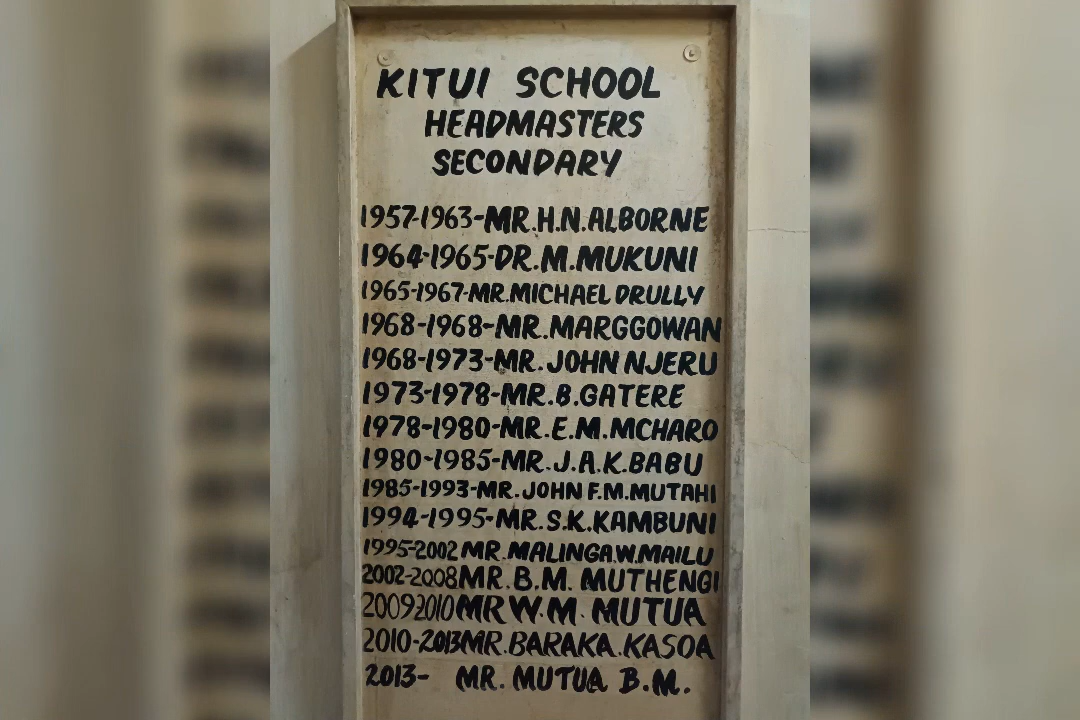 KITUI SCHOOL
HEADMASTERS
SECONDARY
1957-1963-MR.H.N.ALBORNE
1964-1965-DR.M.MUKUNI
1965-1967-MR.MICHAEL DRULLY
1968-1968-MR.MARGGOWAN
1968-1973-MR.JOHN NJERU
1973-1978-MR.B.GATERE
1978-1980-MR.E.M.MCHARO
1980-1985-MR.J.A.K.BABU
1985-1993-MR.JOHN F.M.MUTAHI
1994-1995-MR.S.K.KAMBUNI
1995-2002 MR.MALINGA.W.MAILU
2002-2008 MR.B.M. MUTHENGI
2009 2010 MR W.M. MUTUA
2010-2013 MR.BARAKA.KASOA
2013- MR. MUTUA B.M.